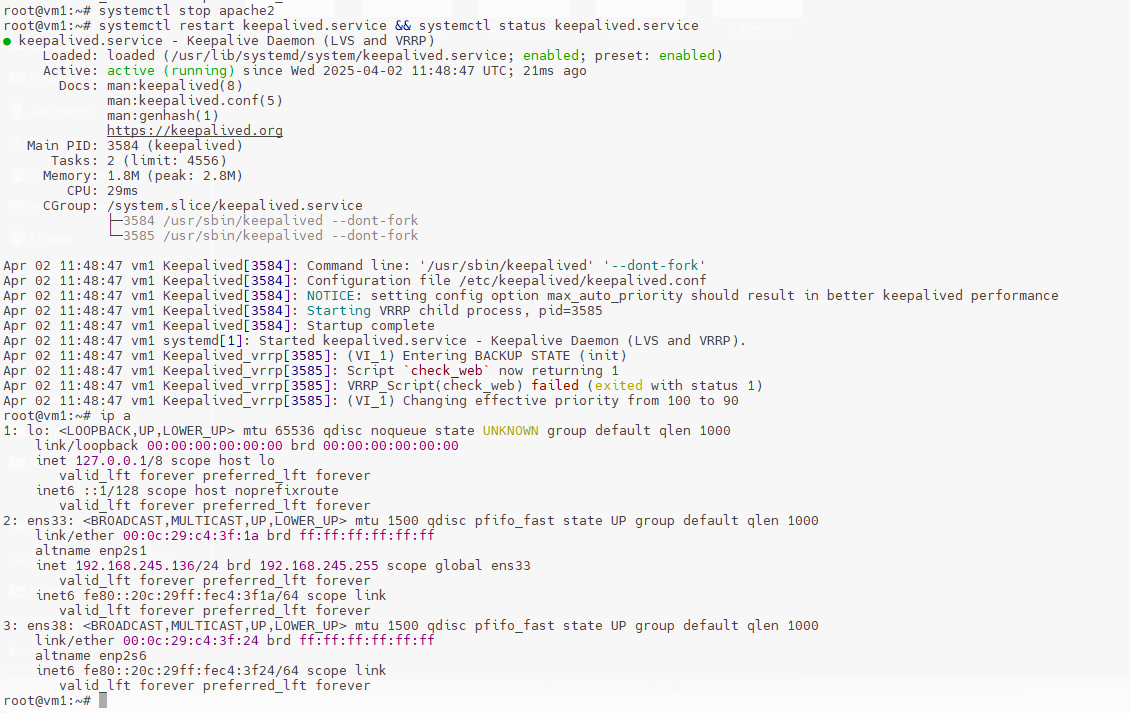 root@vm1:~# systemctl stop apache2
root@vm1:~# systemctl restart keepalived.service && systemctl status keepalived.service
● keepalived.service - Keepalive Daemon (LVS and VRRP)
Loaded: loaded (/usr/lib/systemd/system/keepalived.service; enabled; preset: enabled)
Active: active (running) since Wed 2025-04-02 11:48:47 UTC; 21ms ago
Docs: man:keepalived(8)
man:keepalived.conf(5)
man:genhash(1)
https://keepalived.org
Main PID: 3584 (keepalived)
Tasks: 2 (limit: 4556)
Memory: 1.8M (peak: 2.8M)
CPU: 29ms
CGroup: /system.slice/keepalived.service
├─3584 /usr/sbin/keepalived --dont-fork
└─3585 /usr/sbin/keepalived --dont-fork
Apr 02 11:48:47 vm1 Keepalived[3584]: Command line: '/usr/sbin/keepalived' '--dont-fork'
Apr 02 11:48:47 vm1 Keepalived[3584]: Configuration file /etc/keepalived/keepalived.conf
Apr 02 11:48:47 vm1 Keepalived[3584]: NOTICE: setting config option max_auto_priority should result in better keepalived performance
Apr 02 11:48:47 vm1 Keepalived[3584]: Starting VRRP child process, pid=3585
Apr 02 11:48:47 vm1 Keepalived[3584]: Startup complete
Apr 02 11:48:47 vm1 systemd[1]: Started keepalived.service - Keepalive Daemon (LVS and VRRP).
Apr 02 11:48:47 vm1 Keepalived_vrrp[3585]: (VI_1) Entering BACKUP STATE (init)
Apr 02 11:48:47 vm1 Keepalived_vrrp[3585]: Script `check_web` now returning 1
Apr 02 11:48:47 vm1 Keepalived_vrrp[3585]: VRRP_Script(check_web) failed (exited with status 1)
Apr 02 11:48:47 vm1 Keepalived_vrrp[3585]: (VI_1) Changing effective priority from 100 to 90
root@vm1:~# ip a
1: lo: <LOOPBACK,UP,LOWER_UP> mtu 65536 qdisc noqueue state UNKNOWN group default qlen 1000
link/loopback 00:00:00:00:00:00 brd 00:00:00:00:00:00
inet 127.0.0.1/8 scope host lo
valid_lft forever preferred_lft forever
inet6 ::1/128 scope host noprefixroute
valid_lft forever preferred_lft forever
2: ens33: <BROADCAST,MULTICAST,UP,LOWER_UP> mtu 1500 qdisc pfifo_fast state UP group default qlen 1000
link/ether 00:0c:29:c4:3f:1a brd ff:ff:ff:ff:ff:ff
altname enp2s1
inet 192.168.245.136/24 brd 192.168.245.255 scope global ens33
valid_lft forever preferred_lft forever
inet6 fe80::20c:29ff:fec4:3f1a/64 scope link
valid_lft forever preferred_lft forever
3: ens38: <BROADCAST,MULTICAST,UP,LOWER_UP> mtu 1500 qdisc pfifo_fast state UP group default qlen 1000
link/ether 00:0c:29:c4:3f:24 brd ff:ff:ff:ff:ff:ff
altname enp2s6
inet6 fe80::20c:29ff:fec4:3f24/64 scope link
valid_lft forever preferred_lft forever
root@vm1:~#